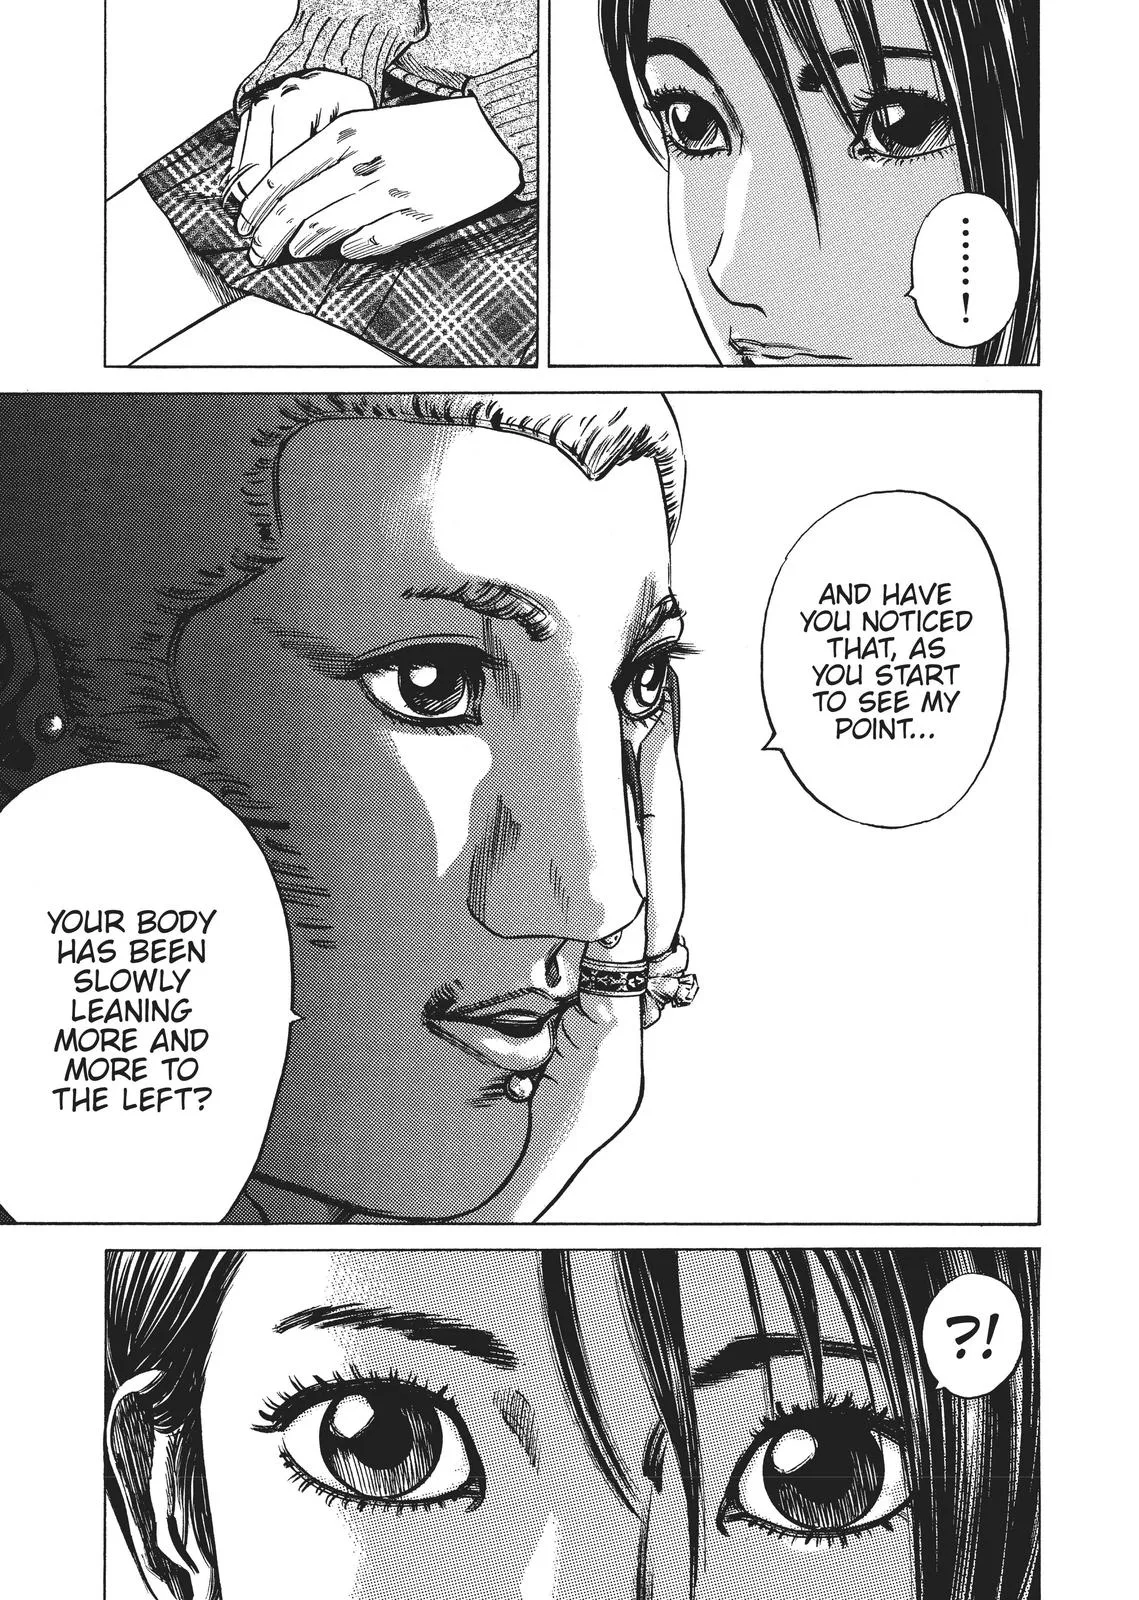 ......!
AND HAVE
YOU NOTICED
THAT, AS
YOU START
TO SEE MY
POINT...
YOUR BODY
HAS BEEN
SLOWLY
LEANING
MORE AND
MORE TO
THE LEFT?
?!